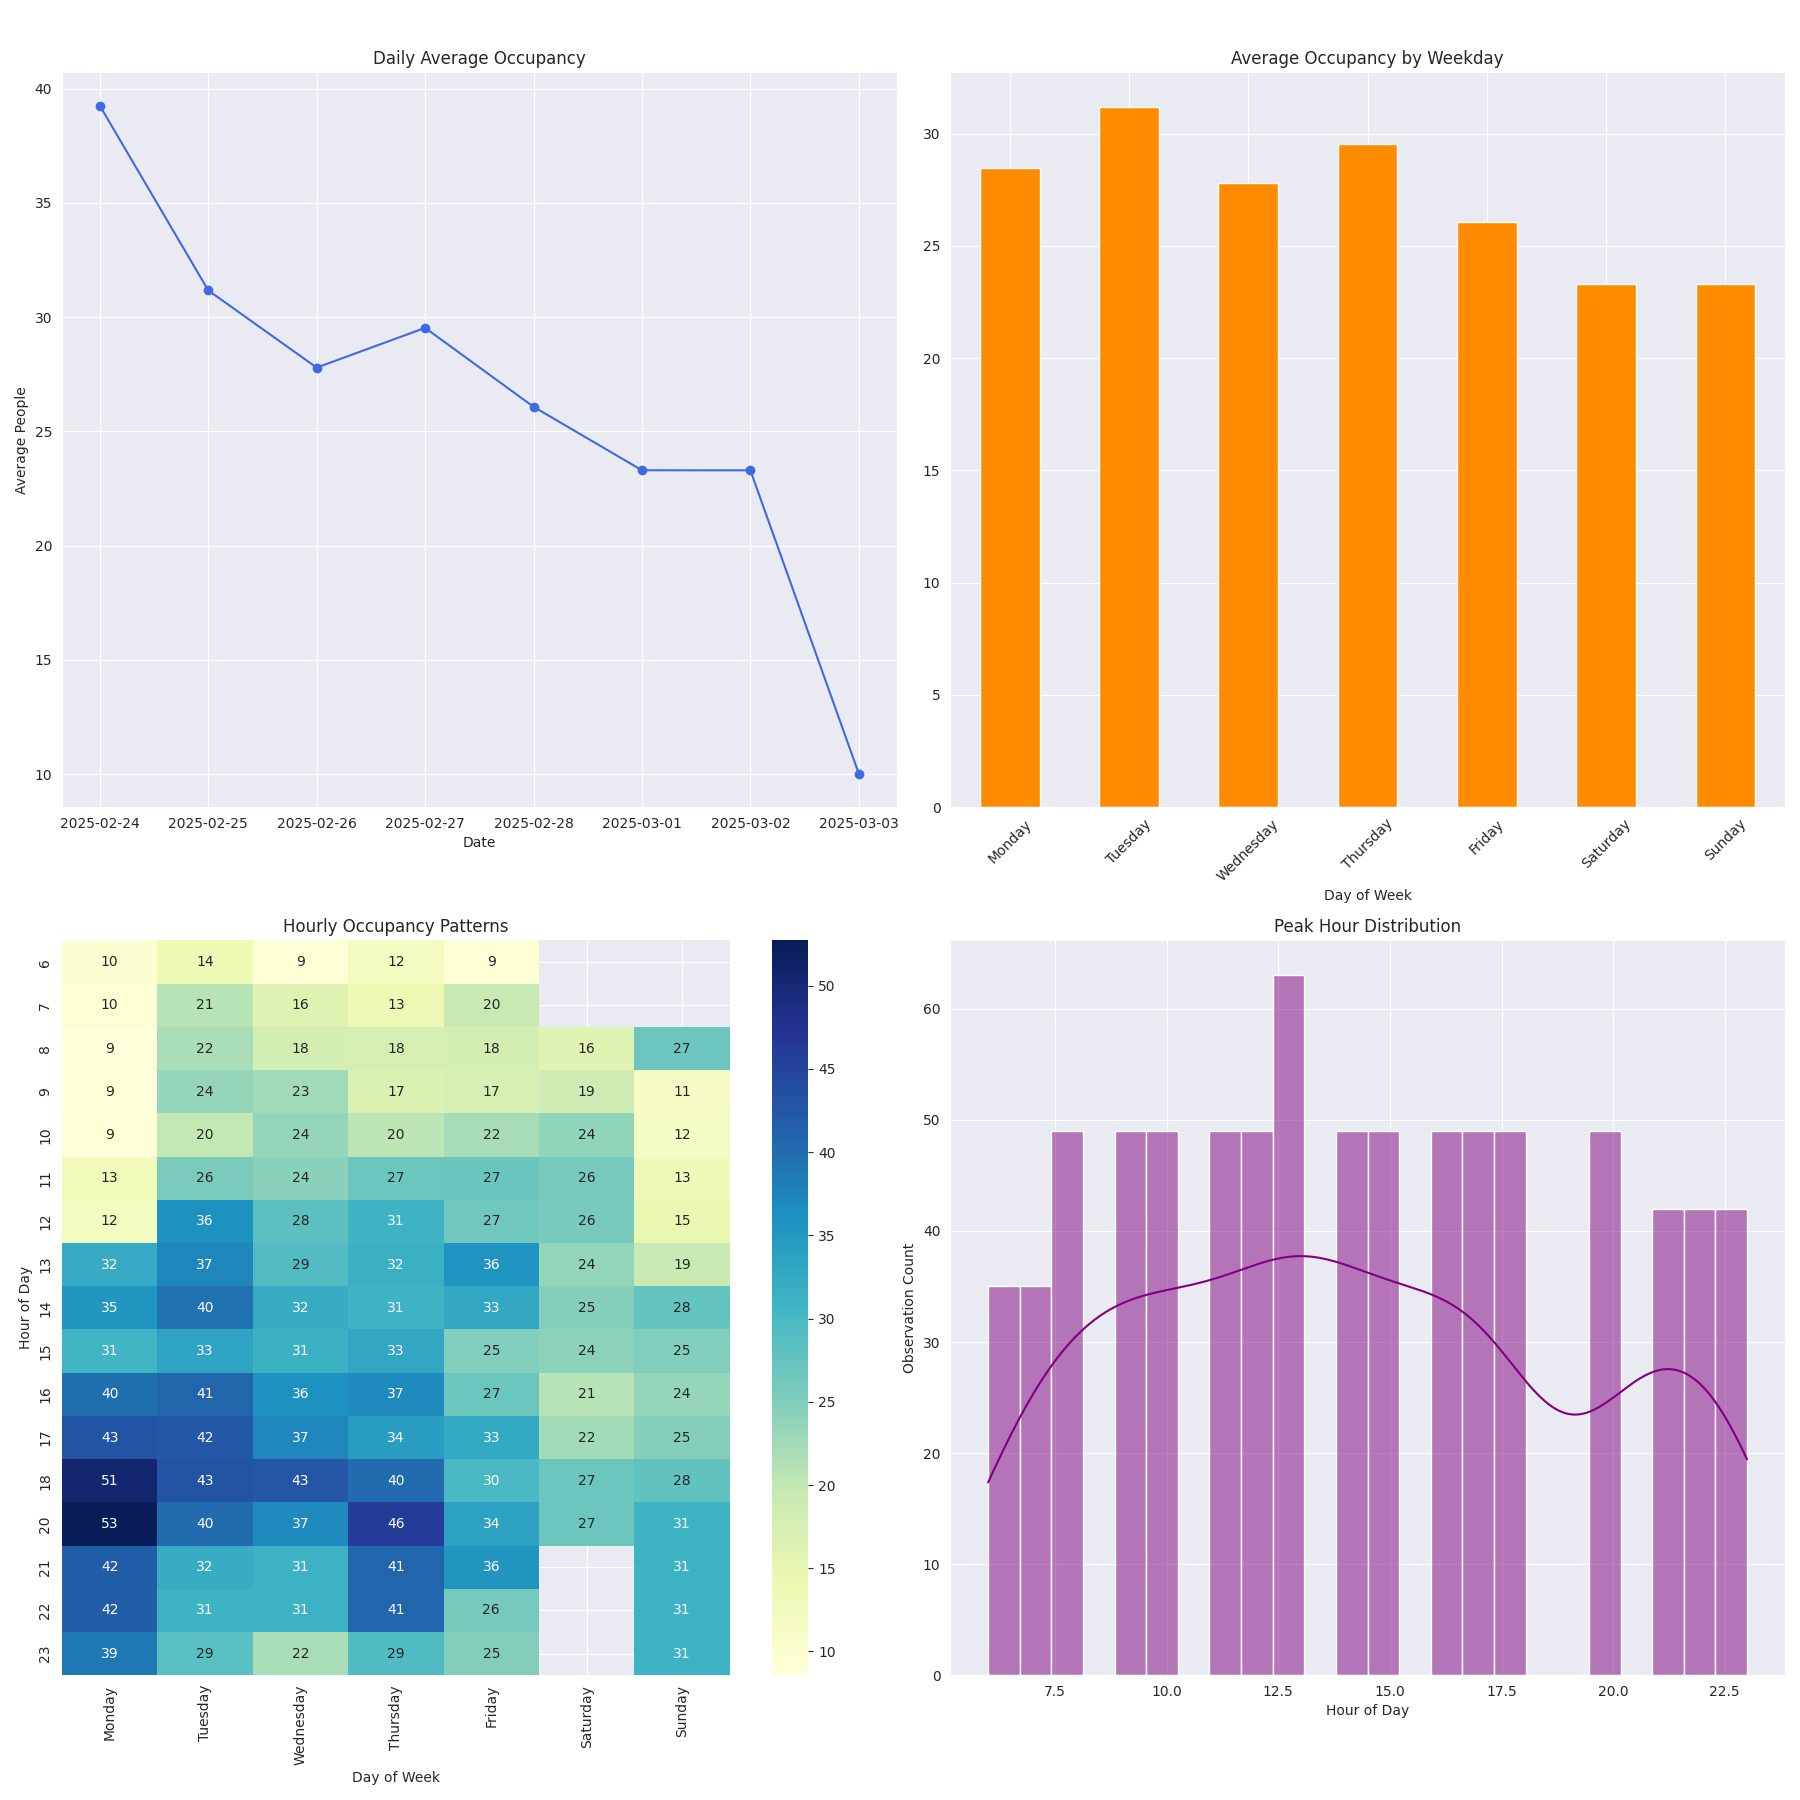 Daily Average Occupancy
40
35
30
25
20
15
10
Average People
2025-02-24 2025-02-25 2025-02-26 2025-02-27 2025-02-28 2025-03-01 2025-03-02 2025-03-03
Date
Average Occupancy by Weekday
30
25
20
15
10
5
0
Monday Tuesday Wednesday Thursday Friday Saturday Sunday
Day of Week
Hourly Occupancy Patterns
Hour of Day
6 10 14 9 12 9
7 10 21 16 13 20
8 9 22 18 18 18 16 27
9 9 24 23 17 17 19 11
10 9 20 24 20 22 24 12
11 13 26 24 27 27 26 13
12 12 36 28 31 27 26 15
13 32 37 29 32 36 24 19
14 35 40 32 31 33 25 28
15 31 33 31 33 25 24 25
16 40 41 36 37 27 21 24
17 43 42 37 34 33 22 25
18 51 43 43 40 30 27 28
20 53 40 37 46 34 27 31
21 42 32 31 41 36 31
22 42 31 31 41 26 31
23 39 29 22 29 25 31
Monday Tuesday Wednesday Thursday Friday Saturday Sunday
Day of Week
50
45
40
35
30
25
20
15
10
Peak Hour Distribution
60
50
40
30
20
10
0
Observation Count
7.5 10.0 12.5 15.0 17.5 20.0 22.5
Hour of Day